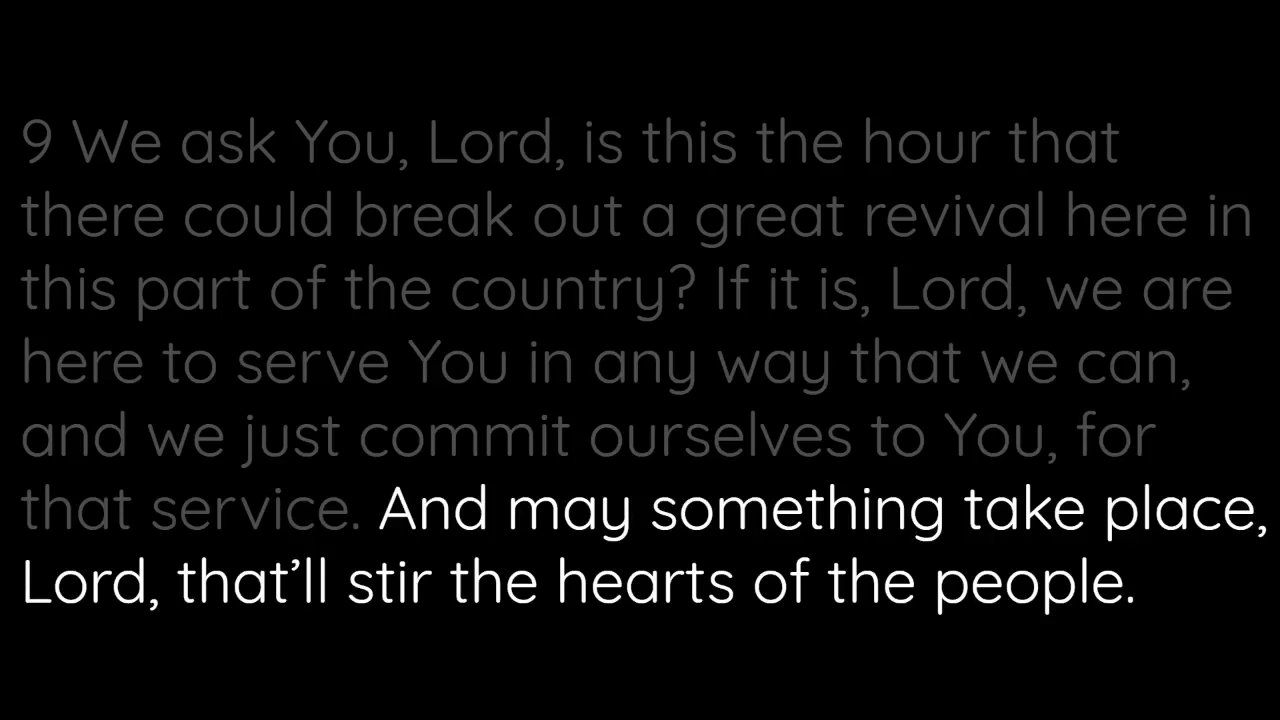 9 We ask You, Lord, is this the hour that
there could break out a great revival here in
this part of the country? If it is, Lord, we are
here to serve You in any way that we can,
and we just commit ourselves to You, for
that service. And may something take place,
Lord, that’ll stir the hearts of the people.